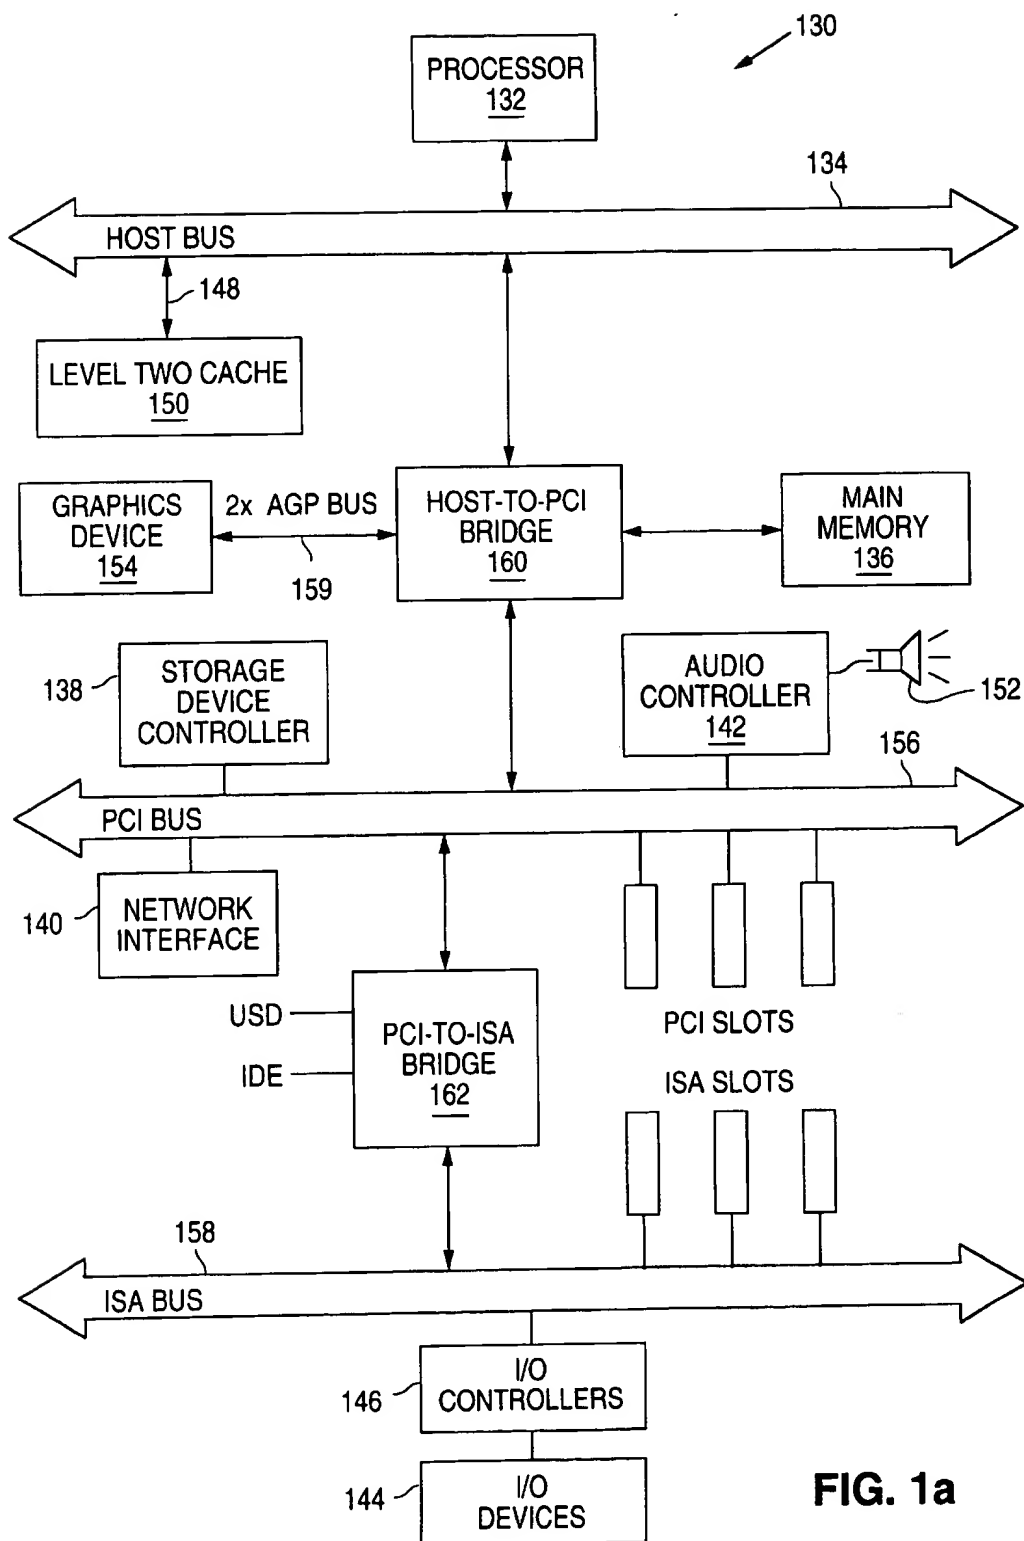 130
PROCESSOR
132
134
HOST BUS
148
LEVEL TWO CACHE
150
GRAPHICS
DEVICE
154
2x AGP BUS
159
HOST-TO-PCI
BRIDGE
160
MAIN
MEMORY
136
138
STORAGE
DEVICE
CONTROLLER
AUDIO
CONTROLLER
142
152
156
PCI BUS
140
NETWORK
INTERFACE
USD
IDE
PCI-TO-ISA
BRIDGE
162
PCI SLOTS
ISA SLOTS
158
ISA BUS
146
I/O
CONTROLLERS
144
I/O
DEVICES
FIG. 1a